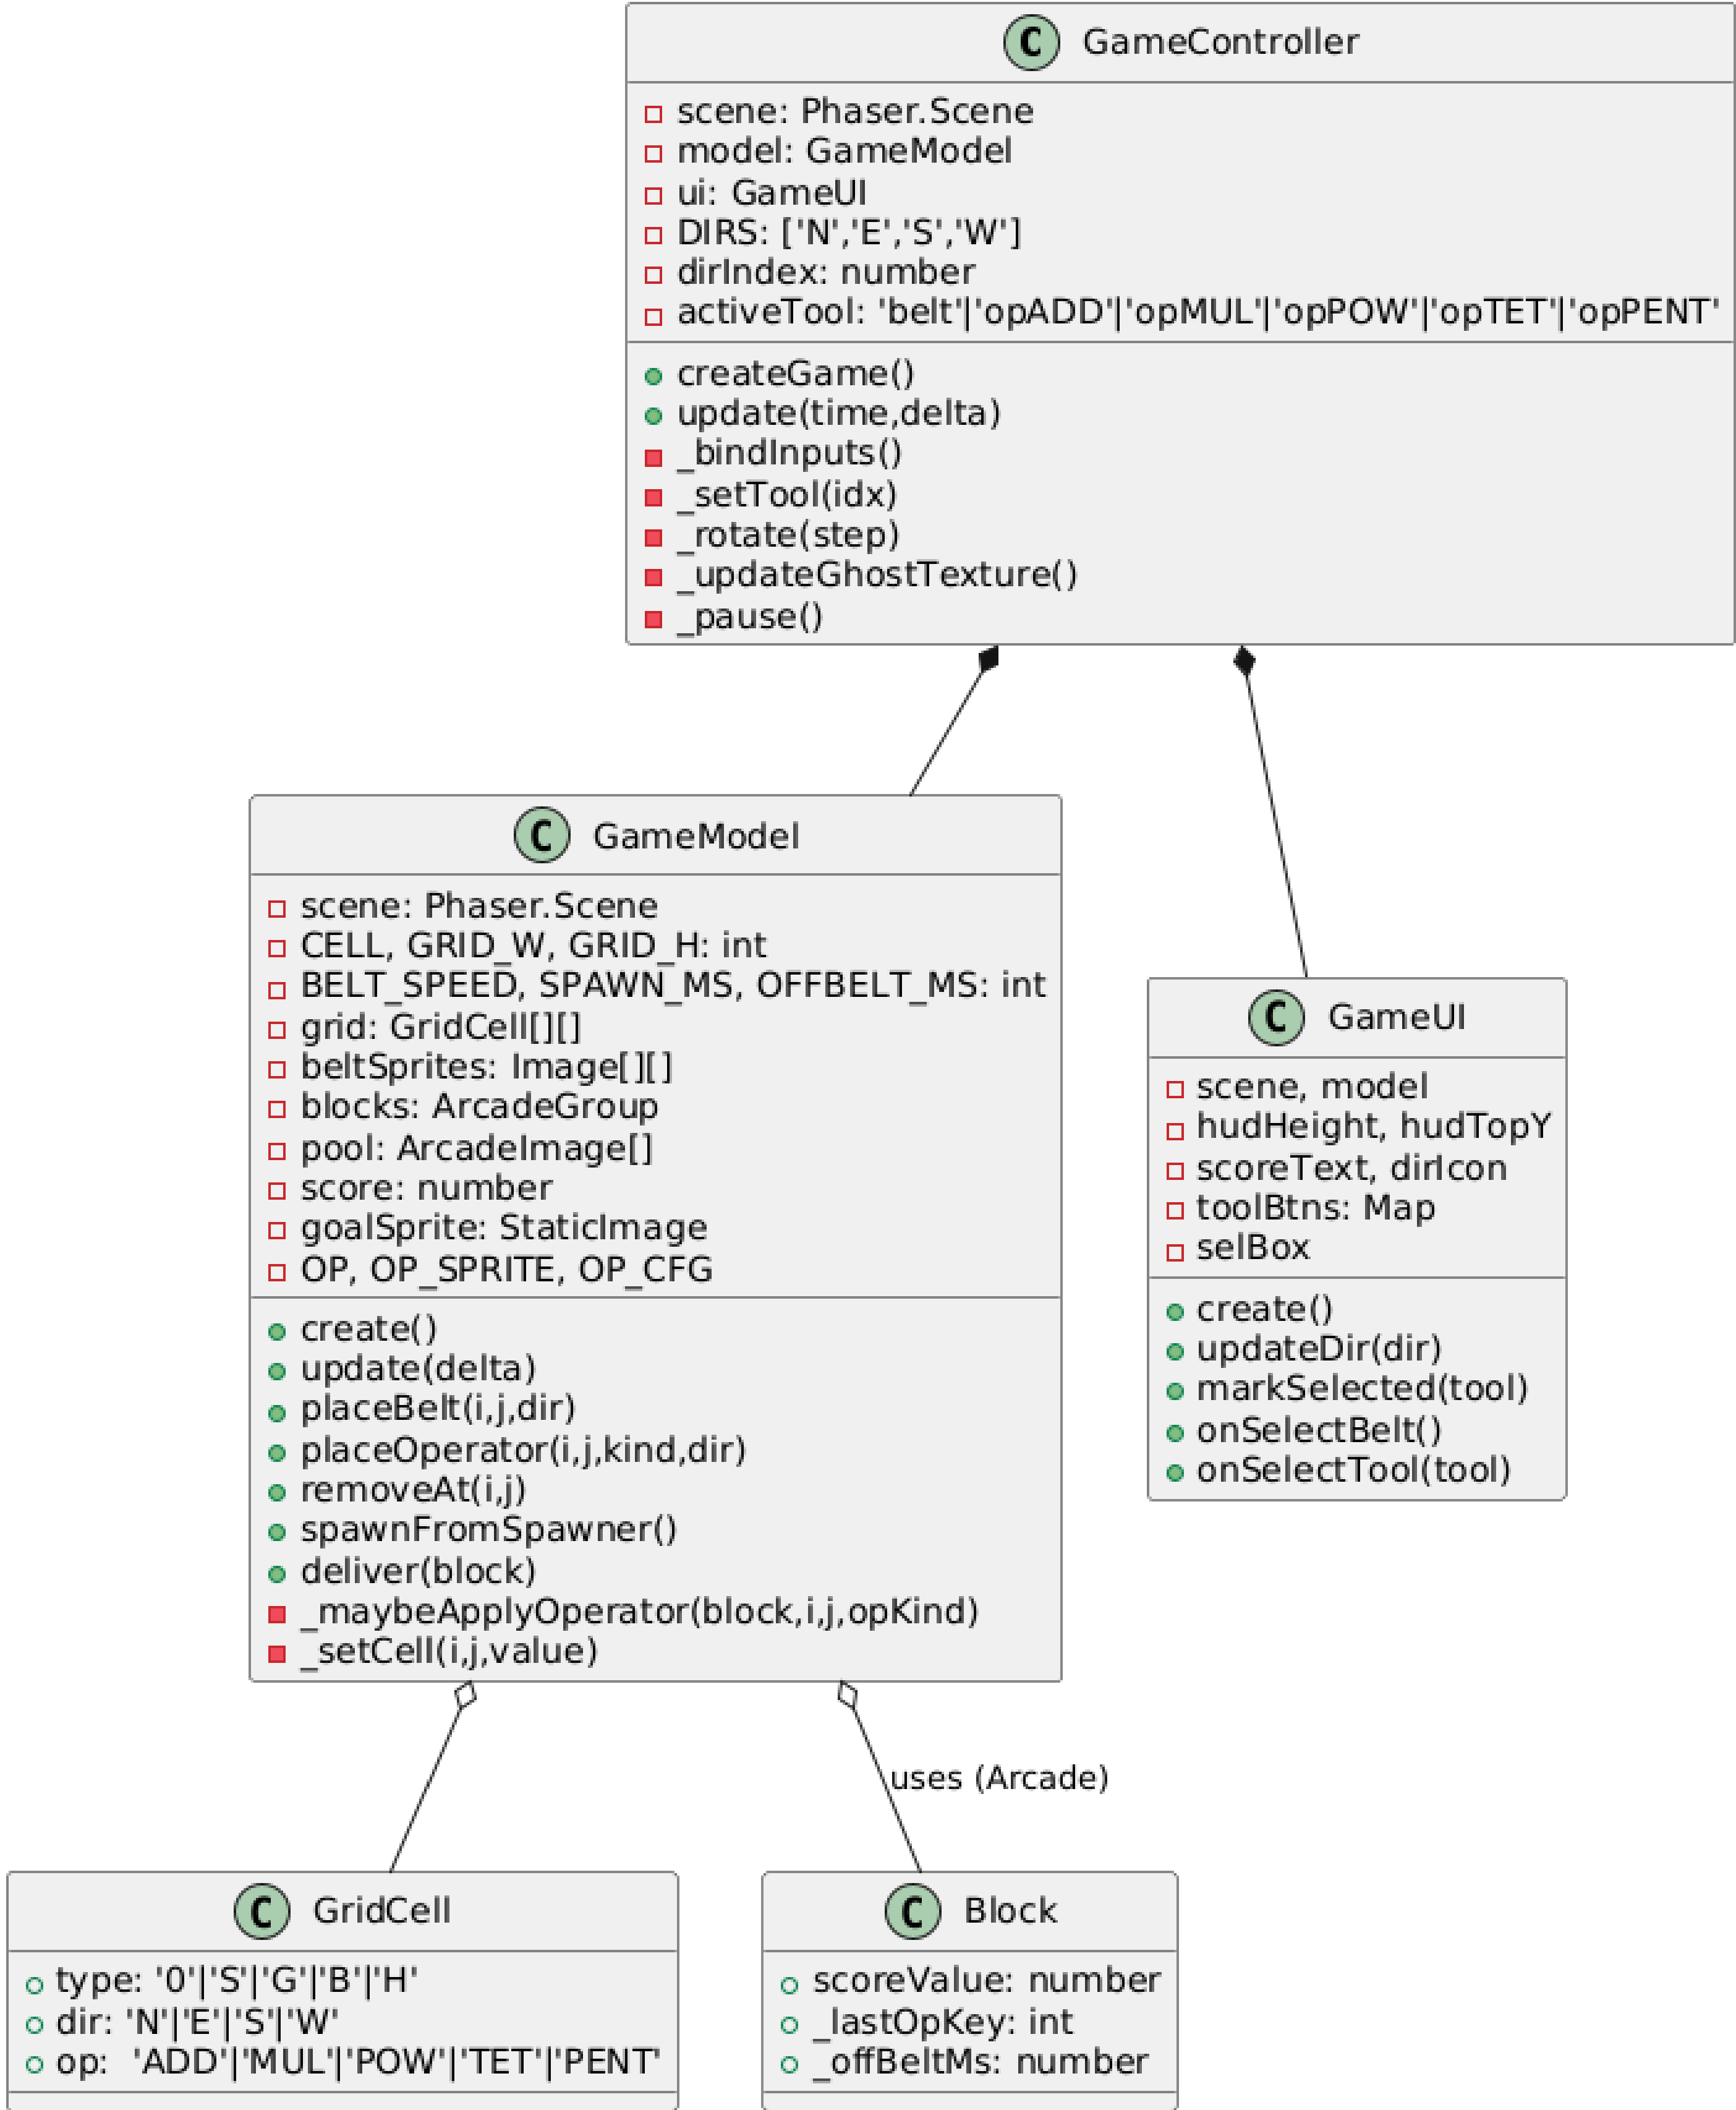 C GameController
scene: Phaser.Scene
model: GameModel
ui: GameUI
DIRS: ['N','E','S','W']
dirIndex: number
activeTool: 'belt'|'opADD'|'opMUL'|'opPOW'|'opTET'|'opPENT'
createGame()
update(time,delta)
_bindInputs()
_setTool(idx)
_rotate(step)
_updateGhostTexture()
_pause()
C GameModel
scene: Phaser.Scene
CELL, GRID_W, GRID_H: int
BELT_SPEED, SPAWN_MS, OFFBELT_MS: int
grid: GridCell[][]
beltSprites: Image[][]
blocks: ArcadeGroup
pool: ArcadeImage[]
score: number
goalSprite: StaticImage
OP, OP_SPRITE, OP_CFG
create()
update(delta)
placeBelt(i,j,dir)
placeOperator(i,j,kind,dir)
removeAt(i,j)
spawnFromSpawner()
deliver(block)
_maybeApplyOperator(block,i,j,opKind)
_setCell(i,j,value)
C GameUI
scene, model
hudHeight, hudTopY
scoreText, dirIcon
toolBtns: Map
selBox
create()
updateDir(dir)
markSelected(tool)
onSelectBelt()
onSelectTool(tool)
uses (Arcade)
C GridCell
type: '0'|'S'|'G'|'B'|'H'
dir: 'N'|'E'|'S'|'W'
op: 'ADD'|'MUL'|'POW'|'TET'|'PENT'
C Block
scoreValue: number
_lastOpKey: int
_offBeltMs: number